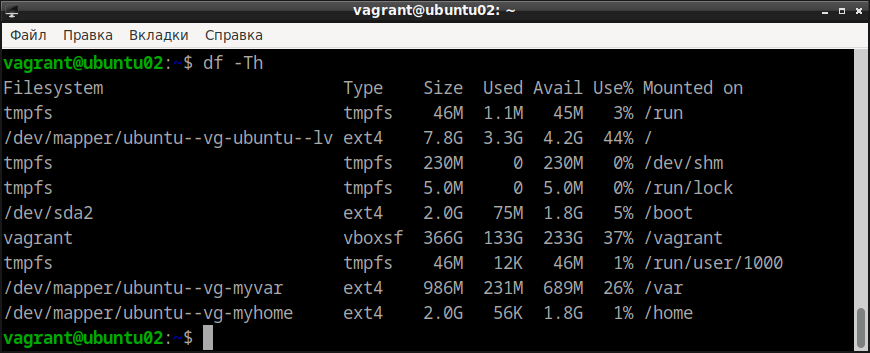 vagrant@ubuntu02: ~
Файл Правка Вкладки Справка
vagrant@ubuntu02:~$ df -Th
Filesystem Type Size Used Avail Use% Mounted on
tmpfs tmpfs 46M 1.1M 45M 3% /run
/dev/mapper/ubuntu--vg-ubuntu--lv ext4 7.8G 3.3G 4.2G 44% /
tmpfs tmpfs 230M 0 230M 0% /dev/shm
tmpfs tmpfs 5.0M 0 5.0M 0% /run/lock
/dev/sda2 ext4 2.0G 75M 1.8G 5% /boot
vagrant vboxsf 366G 133G 233G 37% /vagrant
tmpfs tmpfs 46M 12K 46M 1% /run/user/1000
/dev/mapper/ubuntu--vg-myvar ext4 986M 231M 689M 26% /var
/dev/mapper/ubuntu--vg-myhome ext4 2.0G 56K 1.8G 1% /home
vagrant@ubuntu02:~$